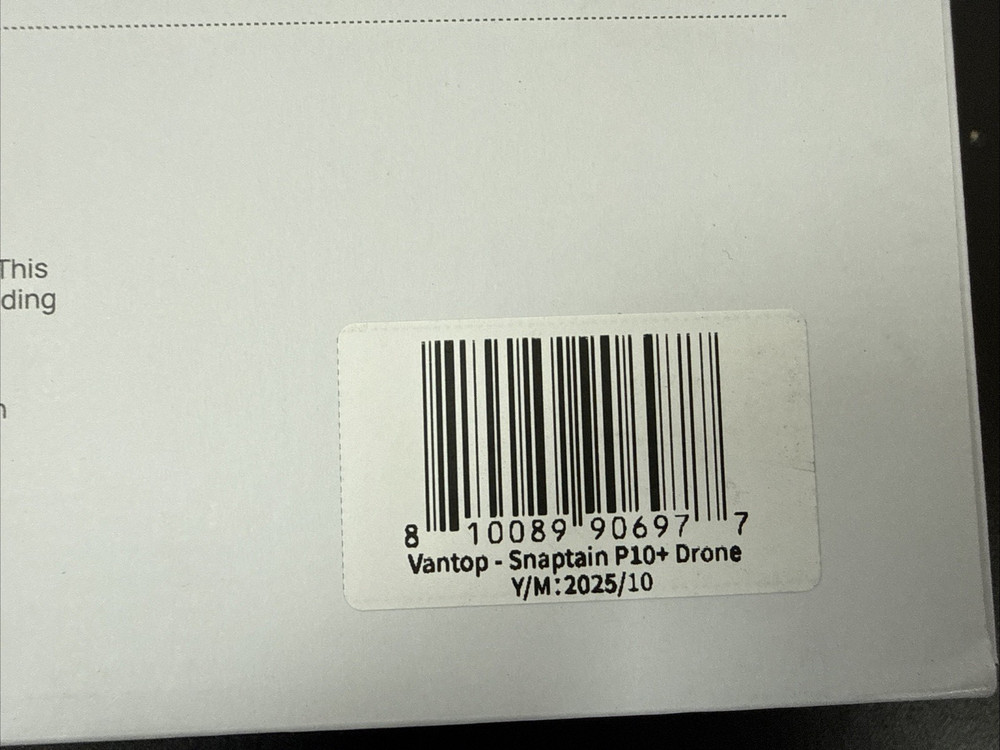 This
ding
8 10089 90697 7
Vantop - Snaptain P10+ Drone
Y/M:2025/10